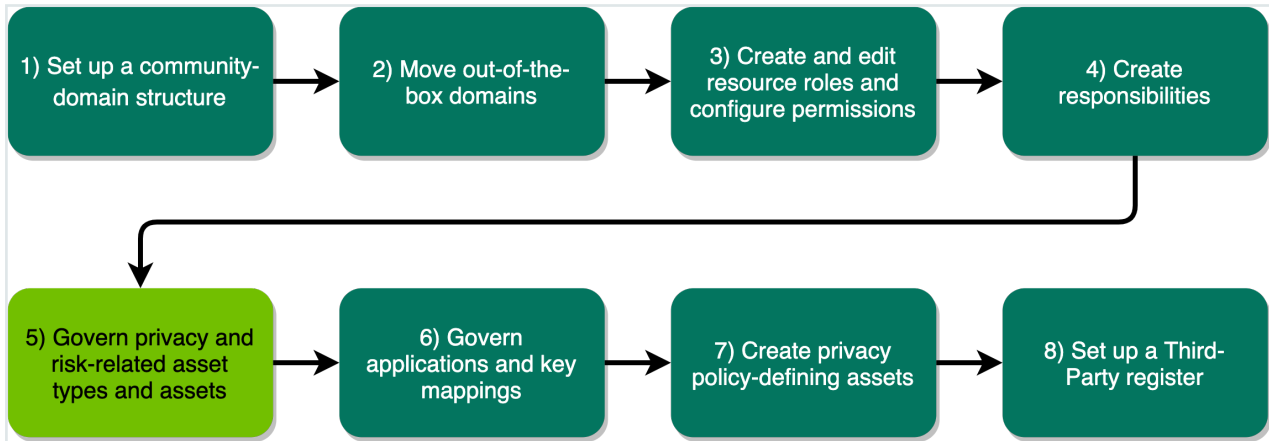 1) Set up a community-
domain structure
2) Move out-of-the-
box domains
3) Create and edit
resource roles and
configure permissions
4) Create
responsibilities
5) Govern privacy and
risk-related asset
types and assets
6) Govern
applications and key
mappings
7) Create privacy
policy-defining assets
8) Set up a Third-
Party register